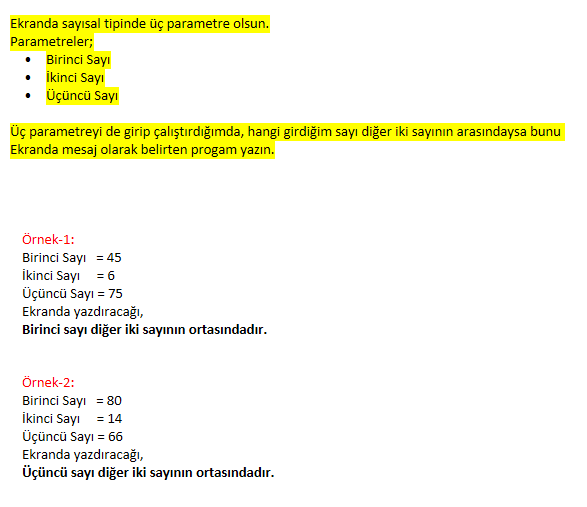 Ekranda sayısal tipinde üç parametre olsun.
Parametreler;
• Birinci Sayı
• İkinci Sayı
• Üçüncü Sayı
Üç parametreyi de girip çalıştırdığımda, hangi girdiğim sayı diğer iki sayının arasındaysa bunu
Ekranda mesaj olarak belirten progam yazın.
Örnek-1:
Birinci Sayı = 45
İkinci Sayı = 6
Üçüncü Sayı = 75
Ekranda yazdıracağı,
Birinci sayı diğer iki sayının ortasındadır.
Örnek-2:
Birinci Sayı = 80
İkinci Sayı = 14
Üçüncü Sayı = 66
Ekranda yazdıracağı,
Üçüncü sayı diğer iki sayının ortasındadır.